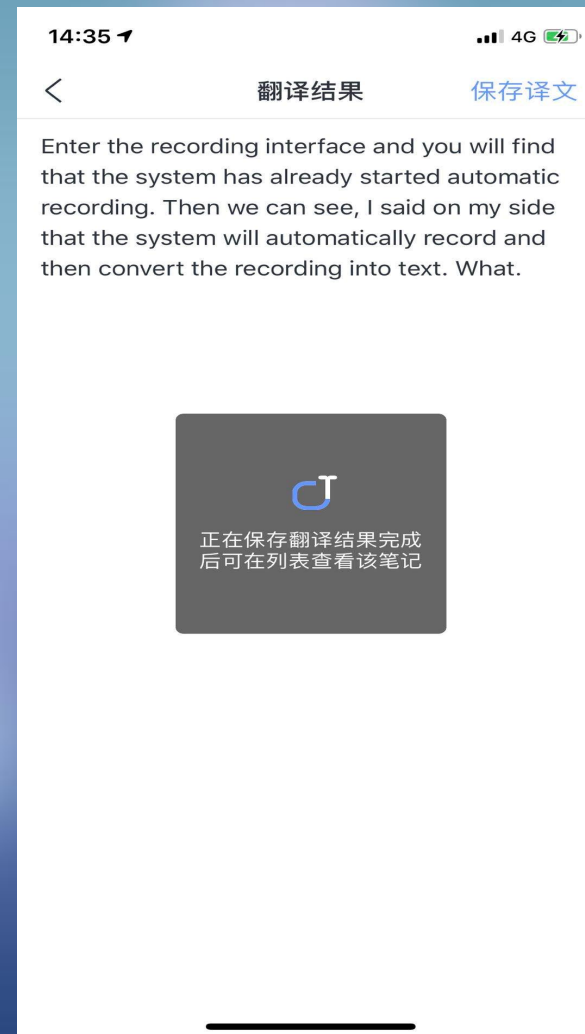 14:35
4G
翻译结果
保存译文
Enter the recording interface and you will find
that the system has already started automatic
recording. Then we can see, I said on my side
that the system will automatically record and
then convert the recording into text. What.
正在保存翻译结果完成
后可在列表查看该笔记